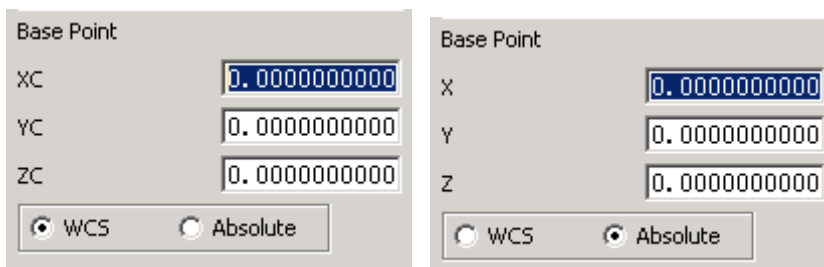 Base Point
XC 0.0000000000
YC 0.0000000000
ZC 0.0000000000
WCS Absolute
Base Point
X 0.0000000000
Y 0.0000000000
Z 0.0000000000
WCS Absolute